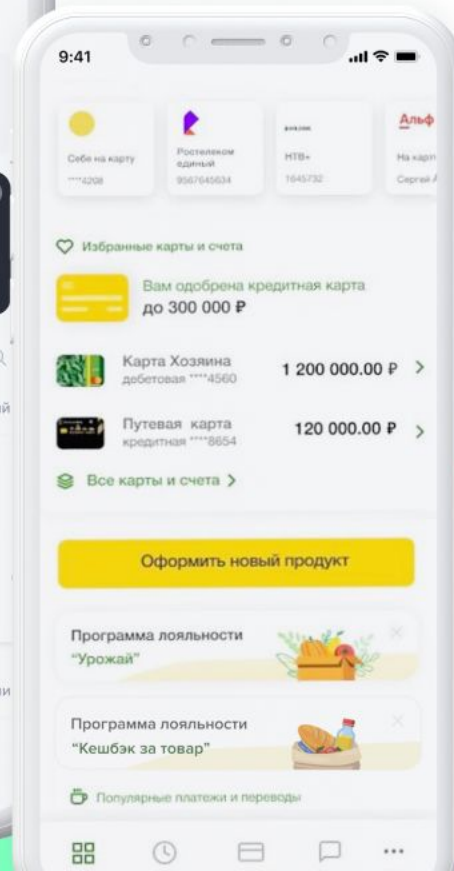 9:41
Себе на карту
****4208
Ростелеком
единый
9567645634
НТВ+
1645732
Альф
На карт
Сергей А
Избранные карты и счета
Вам одобрена кредитная карта
до 300 000 ₽
Карта Хозяина
дебетовая ****4560
1 200 000.00 ₽
Путевая карта
кредитная ****8654
120 000.00 ₽
Все карты и счета
Оформить новый продукт
Программа лояльности
“Урожай”
Программа лояльности
“Кешбэк за товар”
Популярные платежи и переводы